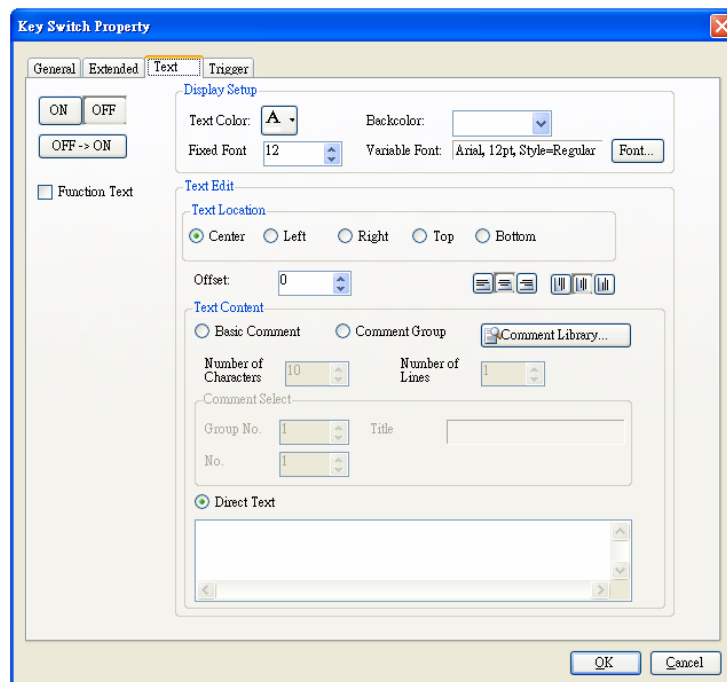 Key Switch Property
General Extended Text Trigger
ON OFF
OFF -> ON
Function Text
Display Setup
Text Color: A Backcolor:
Fixed Font 12 Variable Font: Arial, 12pt, Style=Regular Font...
Text Edit
Text Location
Center Left Right Top Bottom
Offset: 0
Text Content
Basic Comment Comment Group Comment Library...
Number of Characters 10 Number of Lines 1
Comment Select
Group No. 1 Title
No. 1
Direct Text
OK Cancel